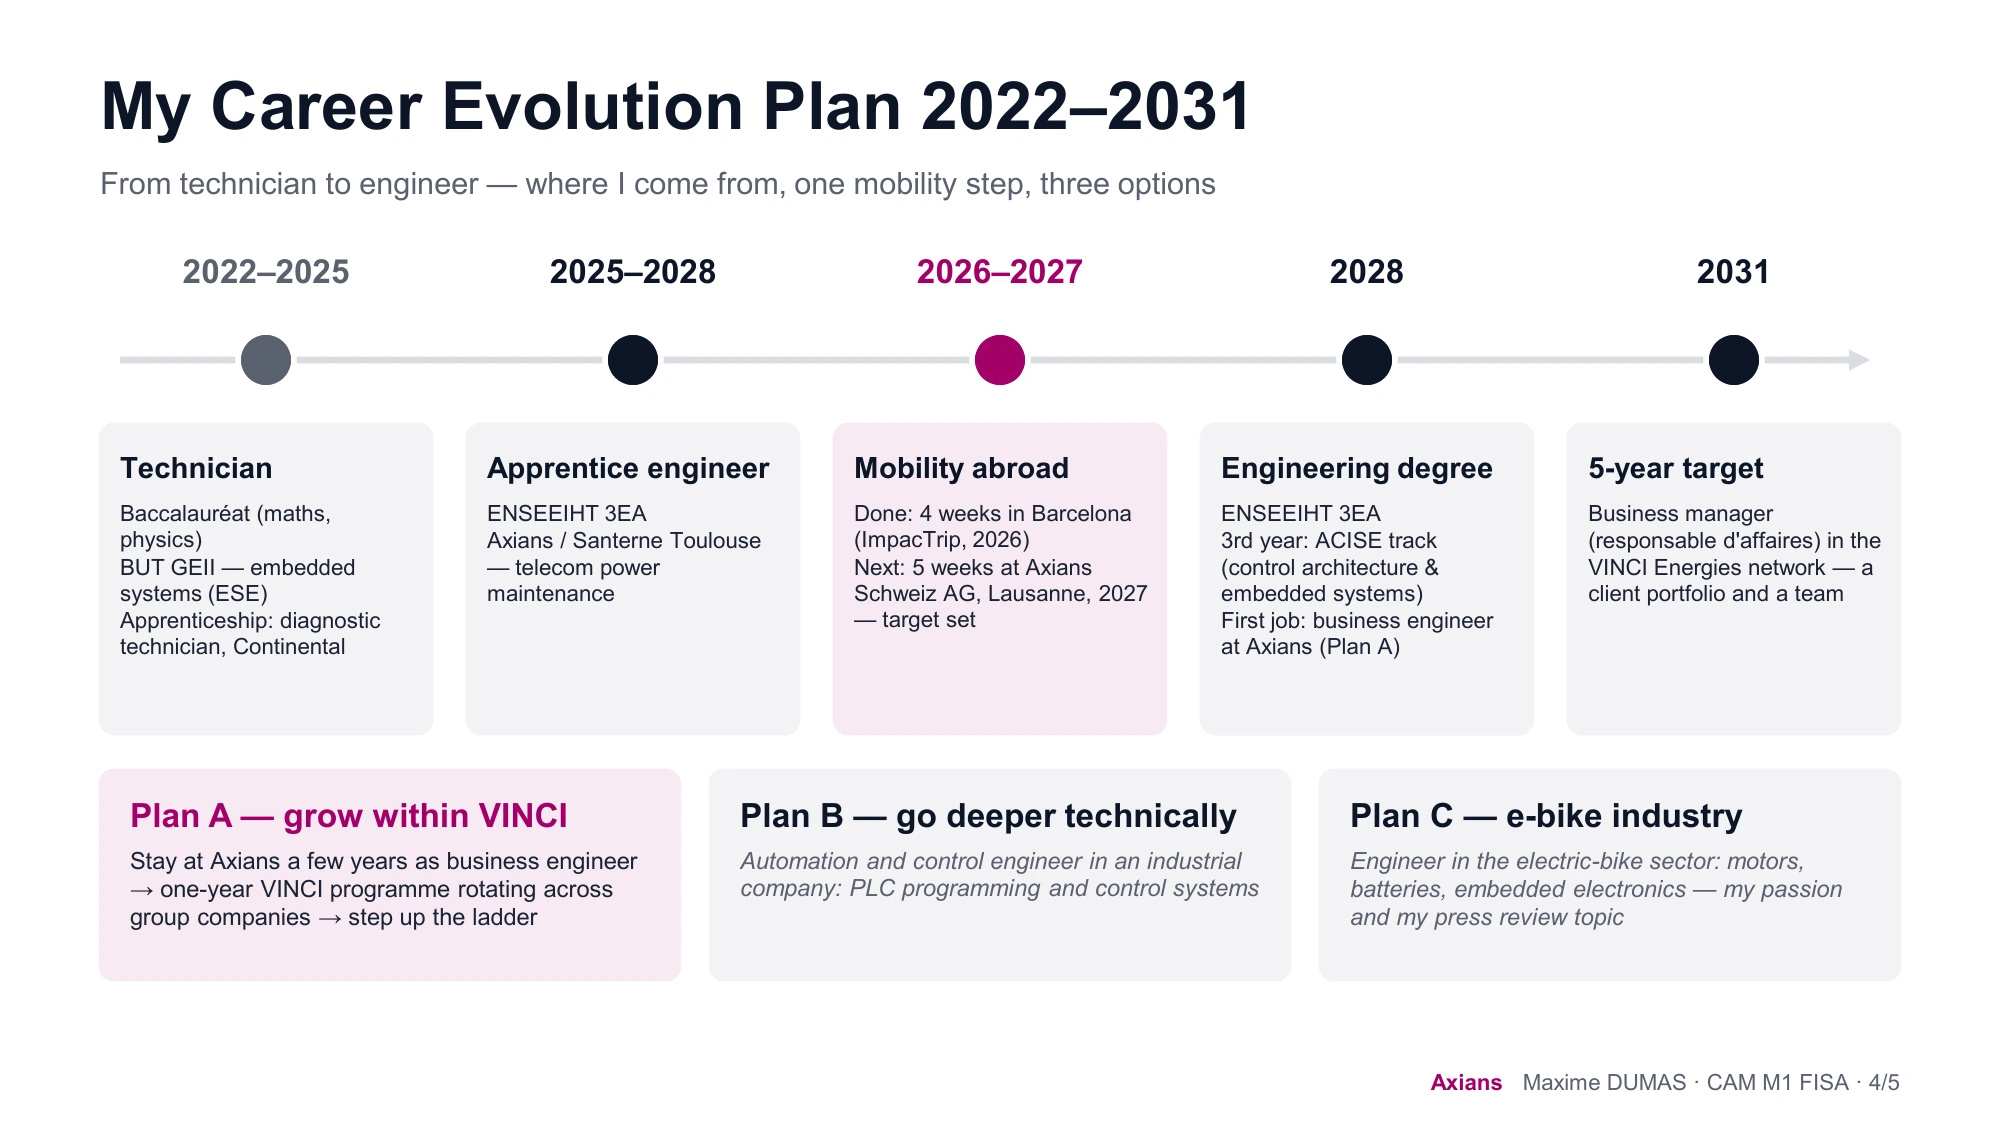 My Career Evolution Plan 2022–2031
From technician to engineer — where I come from, one mobility step, three options
2022–2025
2025–2028
2026–2027
2028
2031
Technician
Baccalauréat (maths,
physics)
BUT GEII — embedded
systems (ESE)
Apprenticeship: diagnostic
technician, Continental
Apprentice engineer
ENSEEIHT 3EA
Axians / Santerne Toulouse
— telecom power
maintenance
Mobility abroad
Done: 4 weeks in Barcelona
(ImpacTrip, 2026)
Next: 5 weeks at Axians
Schweiz AG, Lausanne, 2027
— target set
Engineering degree
ENSEEIHT 3EA
3rd year: ACISE track
(control architecture &
embedded systems)
First job: business engineer
at Axians (Plan A)
5-year target
Business manager
(responsable d'affaires) in the
VINCI Energies network — a
client portfolio and a team
Plan A — grow within VINCI
Stay at Axians a few years as business engineer
→ one-year VINCI programme rotating across
group companies → step up the ladder
Plan B — go deeper technically
Automation and control engineer in an industrial
company: PLC programming and control systems
Plan C — e-bike industry
Engineer in the electric-bike sector: motors,
batteries, embedded electronics — my passion
and my press review topic
Axians Maxime DUMAS · CAM M1 FISA · 4/5